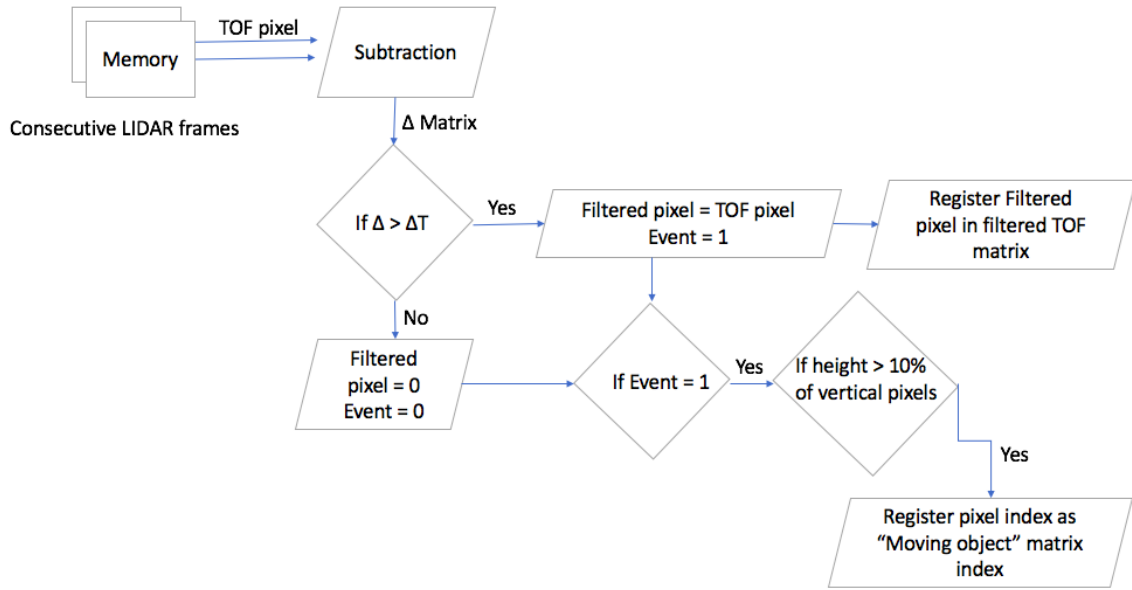 TOF pixel
Memory
Subtraction
Consecutive LIDAR frames
Δ Matrix
If Δ > ΔT
Yes
Filtered pixel = TOF pixel
Event = 1
Register Filtered
pixel in filtered TOF
matrix
No
Filtered
pixel = 0
Event = 0
If Event = 1
Yes
If height > 10%
of vertical pixels
Yes
Register pixel index as
“Moving object” matrix
index